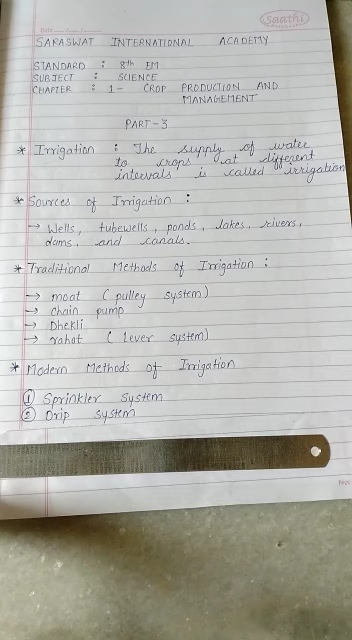 Saathi
Date
SARASWAT INTERNATIONAL ACADEMY
STANDARD : 8th EM
SUBJECT : SCIENCE
CHAPTER : 1- CROP PRODUCTION AND
MANAGEMENT
PART-3
* Irrigation : The supply of water
to crops at different
intervals is called irrigation
* Sources of Irrigation :
→ Wells, tubewells, ponds, lakes, rivers,
dams, and canals.
* Traditional Methods of Irrigation :
→ moat (pulley system)
→ chain pump
→ Dhekli
→ rahat (lever system)
* Modern Methods of Irrigation
① Sprinkler System
② Drip system